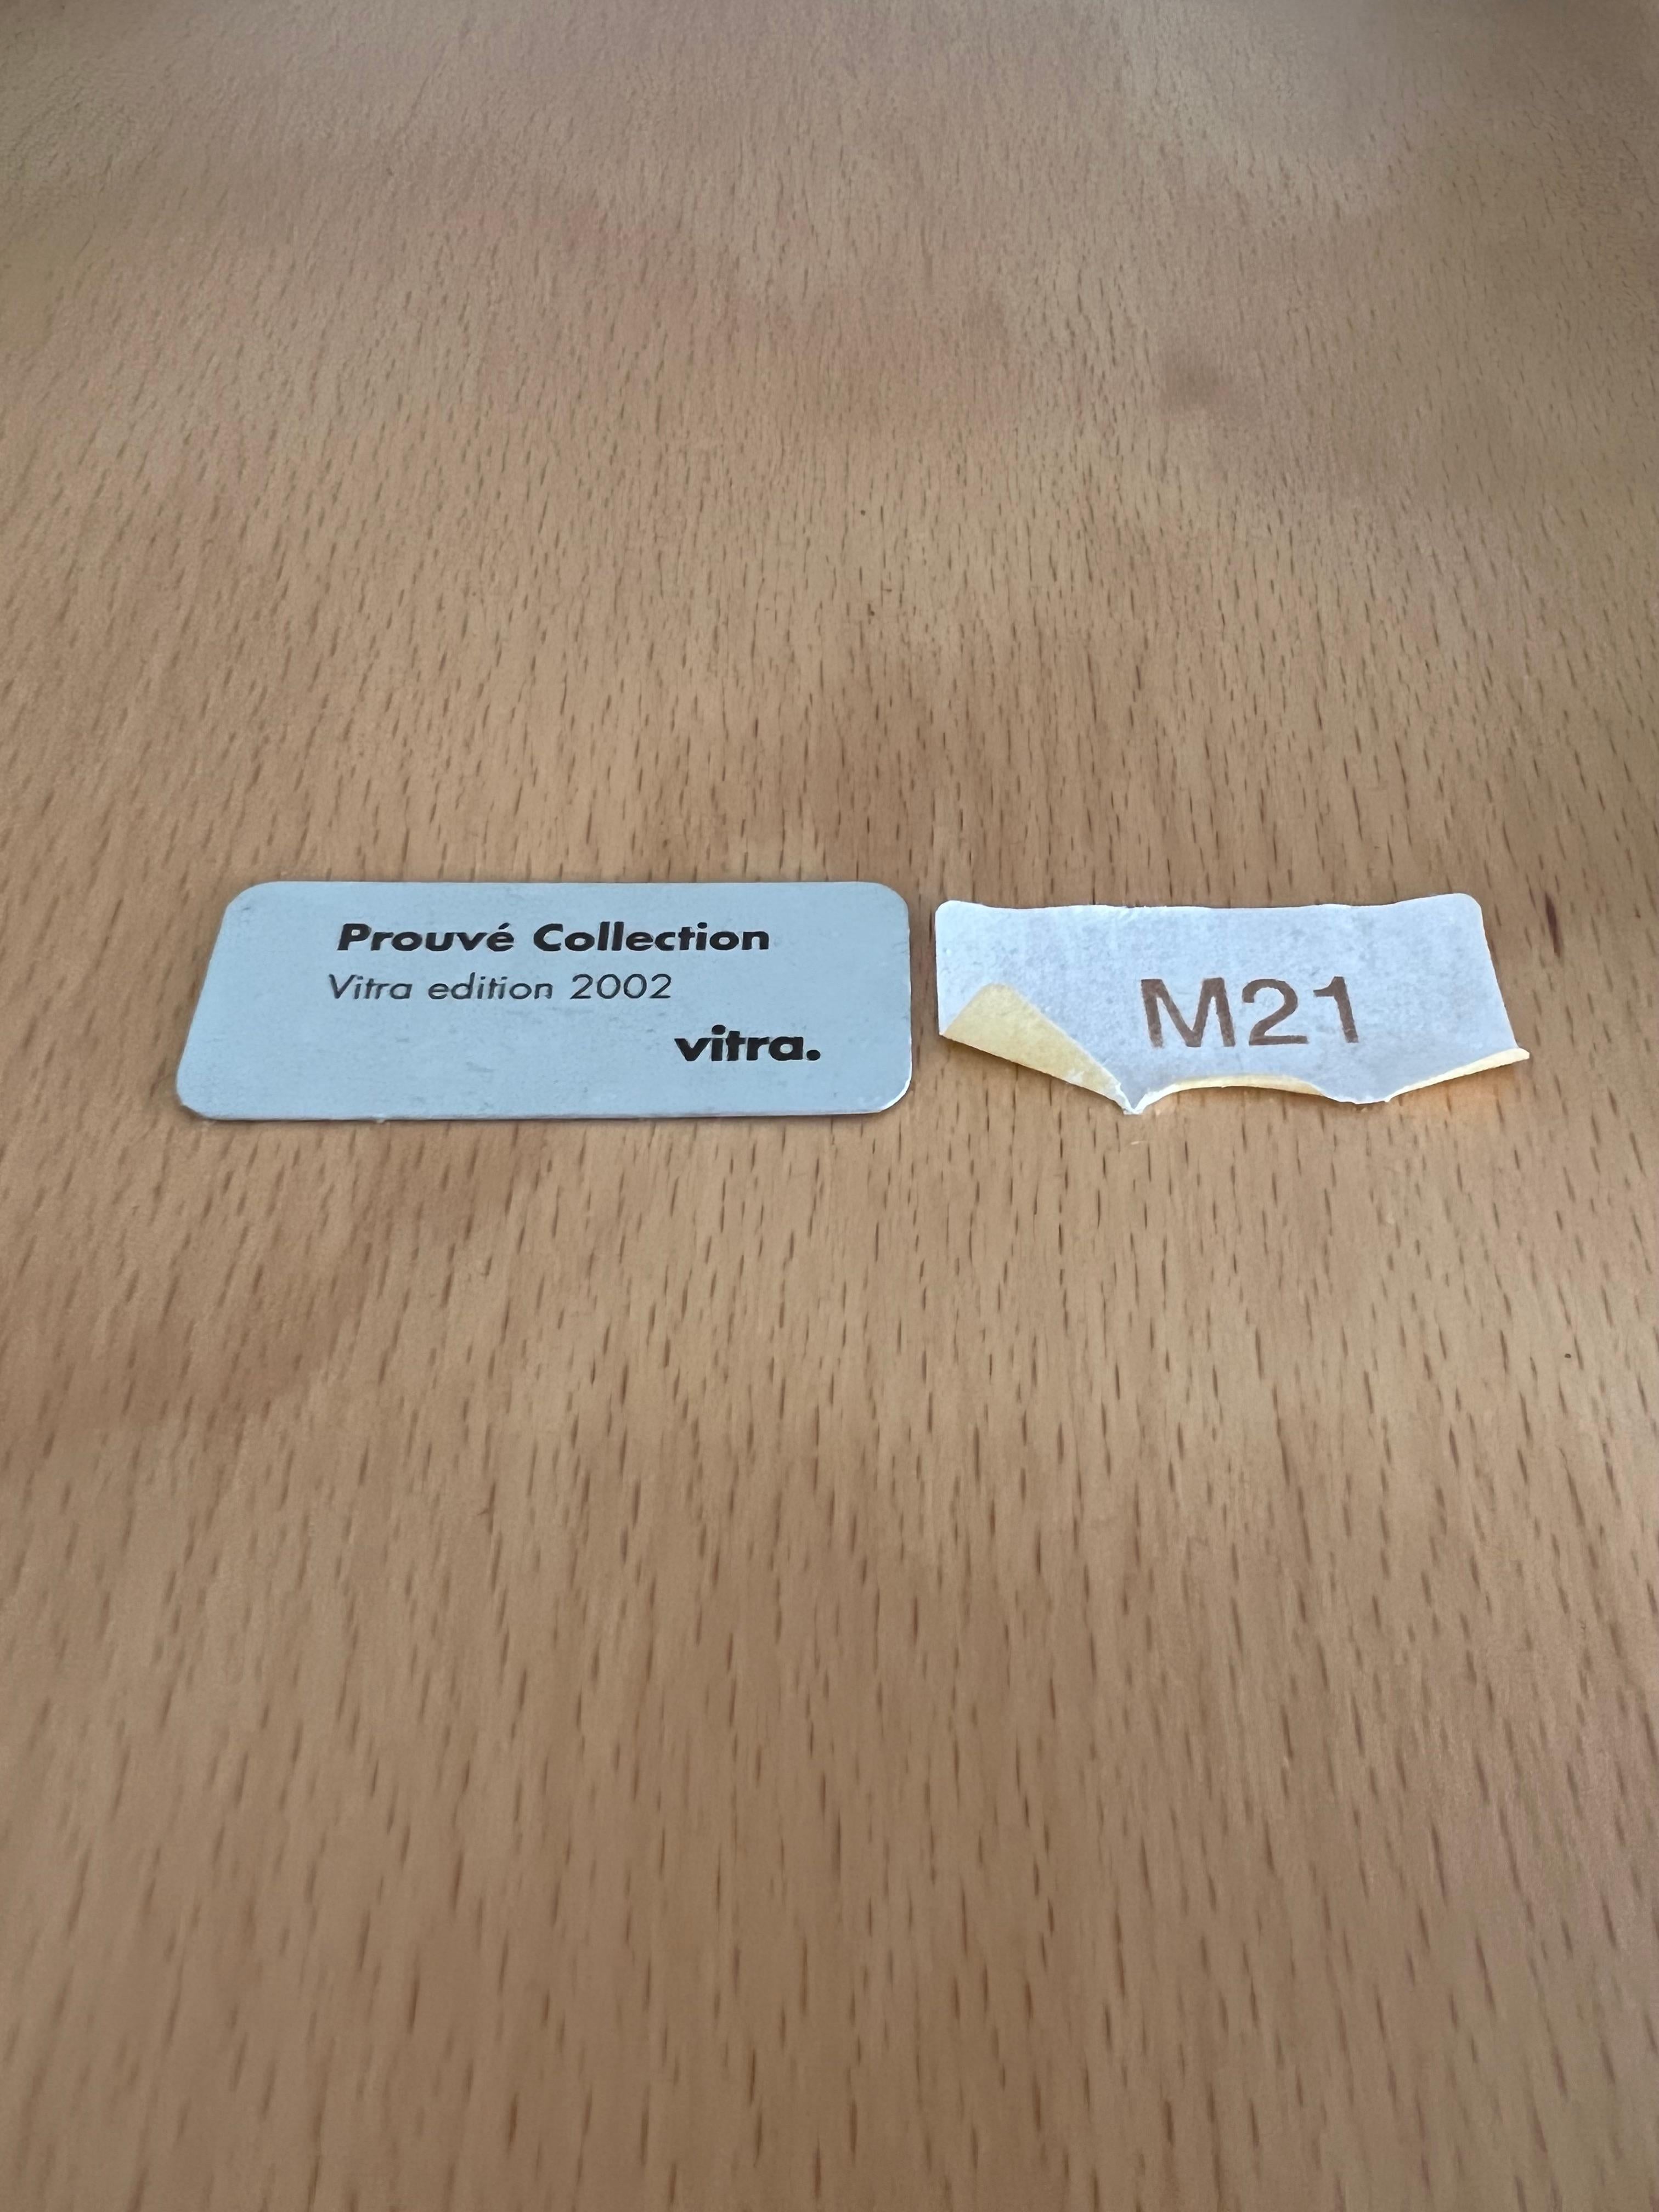 Prouvé Collection
Vitra edition 2002
vitra.
M21